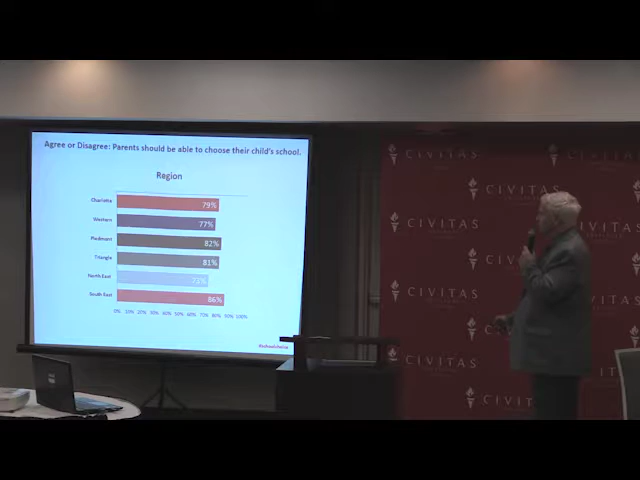 Agree or Disagree: Parents should be able to choose their child's school.
Region
Charlotte 79%
Western 77%
Piedmont 82%
Triangle 81%
North East
South East 86%
0% 10% 20% 30% 40% 50% 60% 70% 80% 90% 100%
CIVITAS
CIVITAS
CIVITAS
CIVITAS
CIVITAS
CIVITAS
CIVITAS
CIVITAS